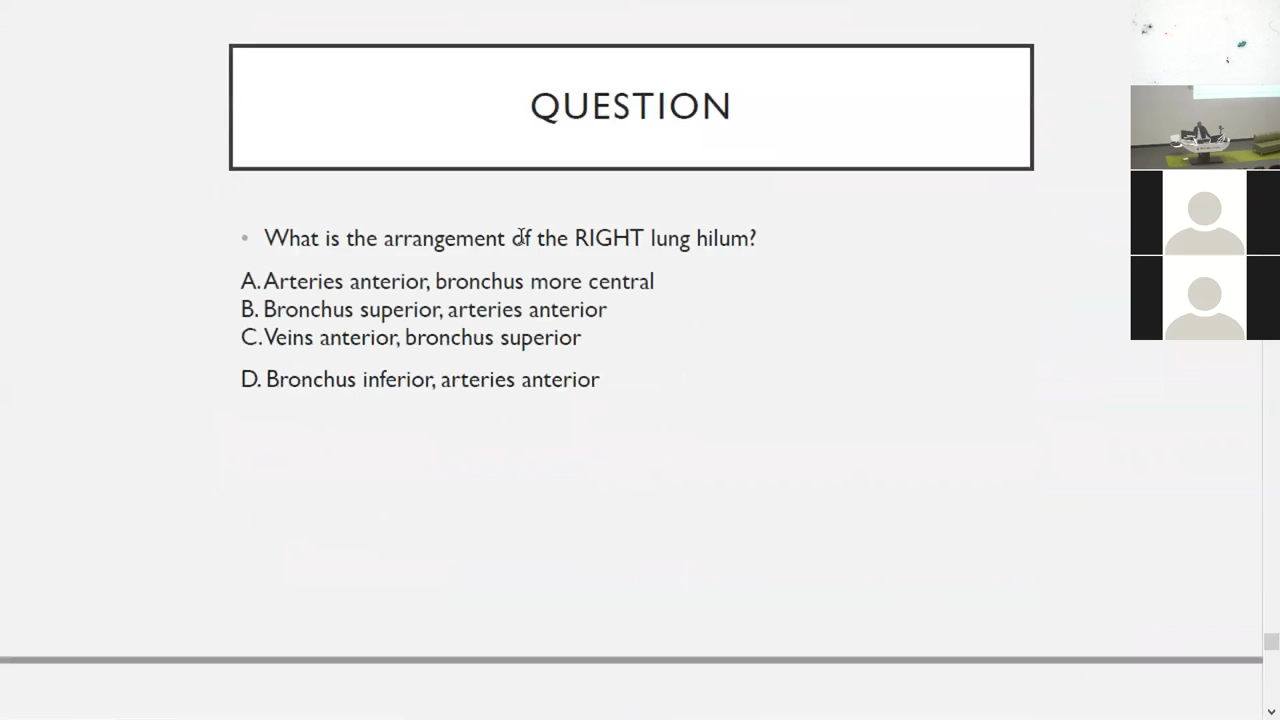 QUESTION
• What is the arrangement of the RIGHT lung hilum?
A. Arteries anterior, bronchus more central
B. Bronchus superior, arteries anterior
C. Veins anterior, bronchus superior
D. Bronchus inferior, arteries anterior